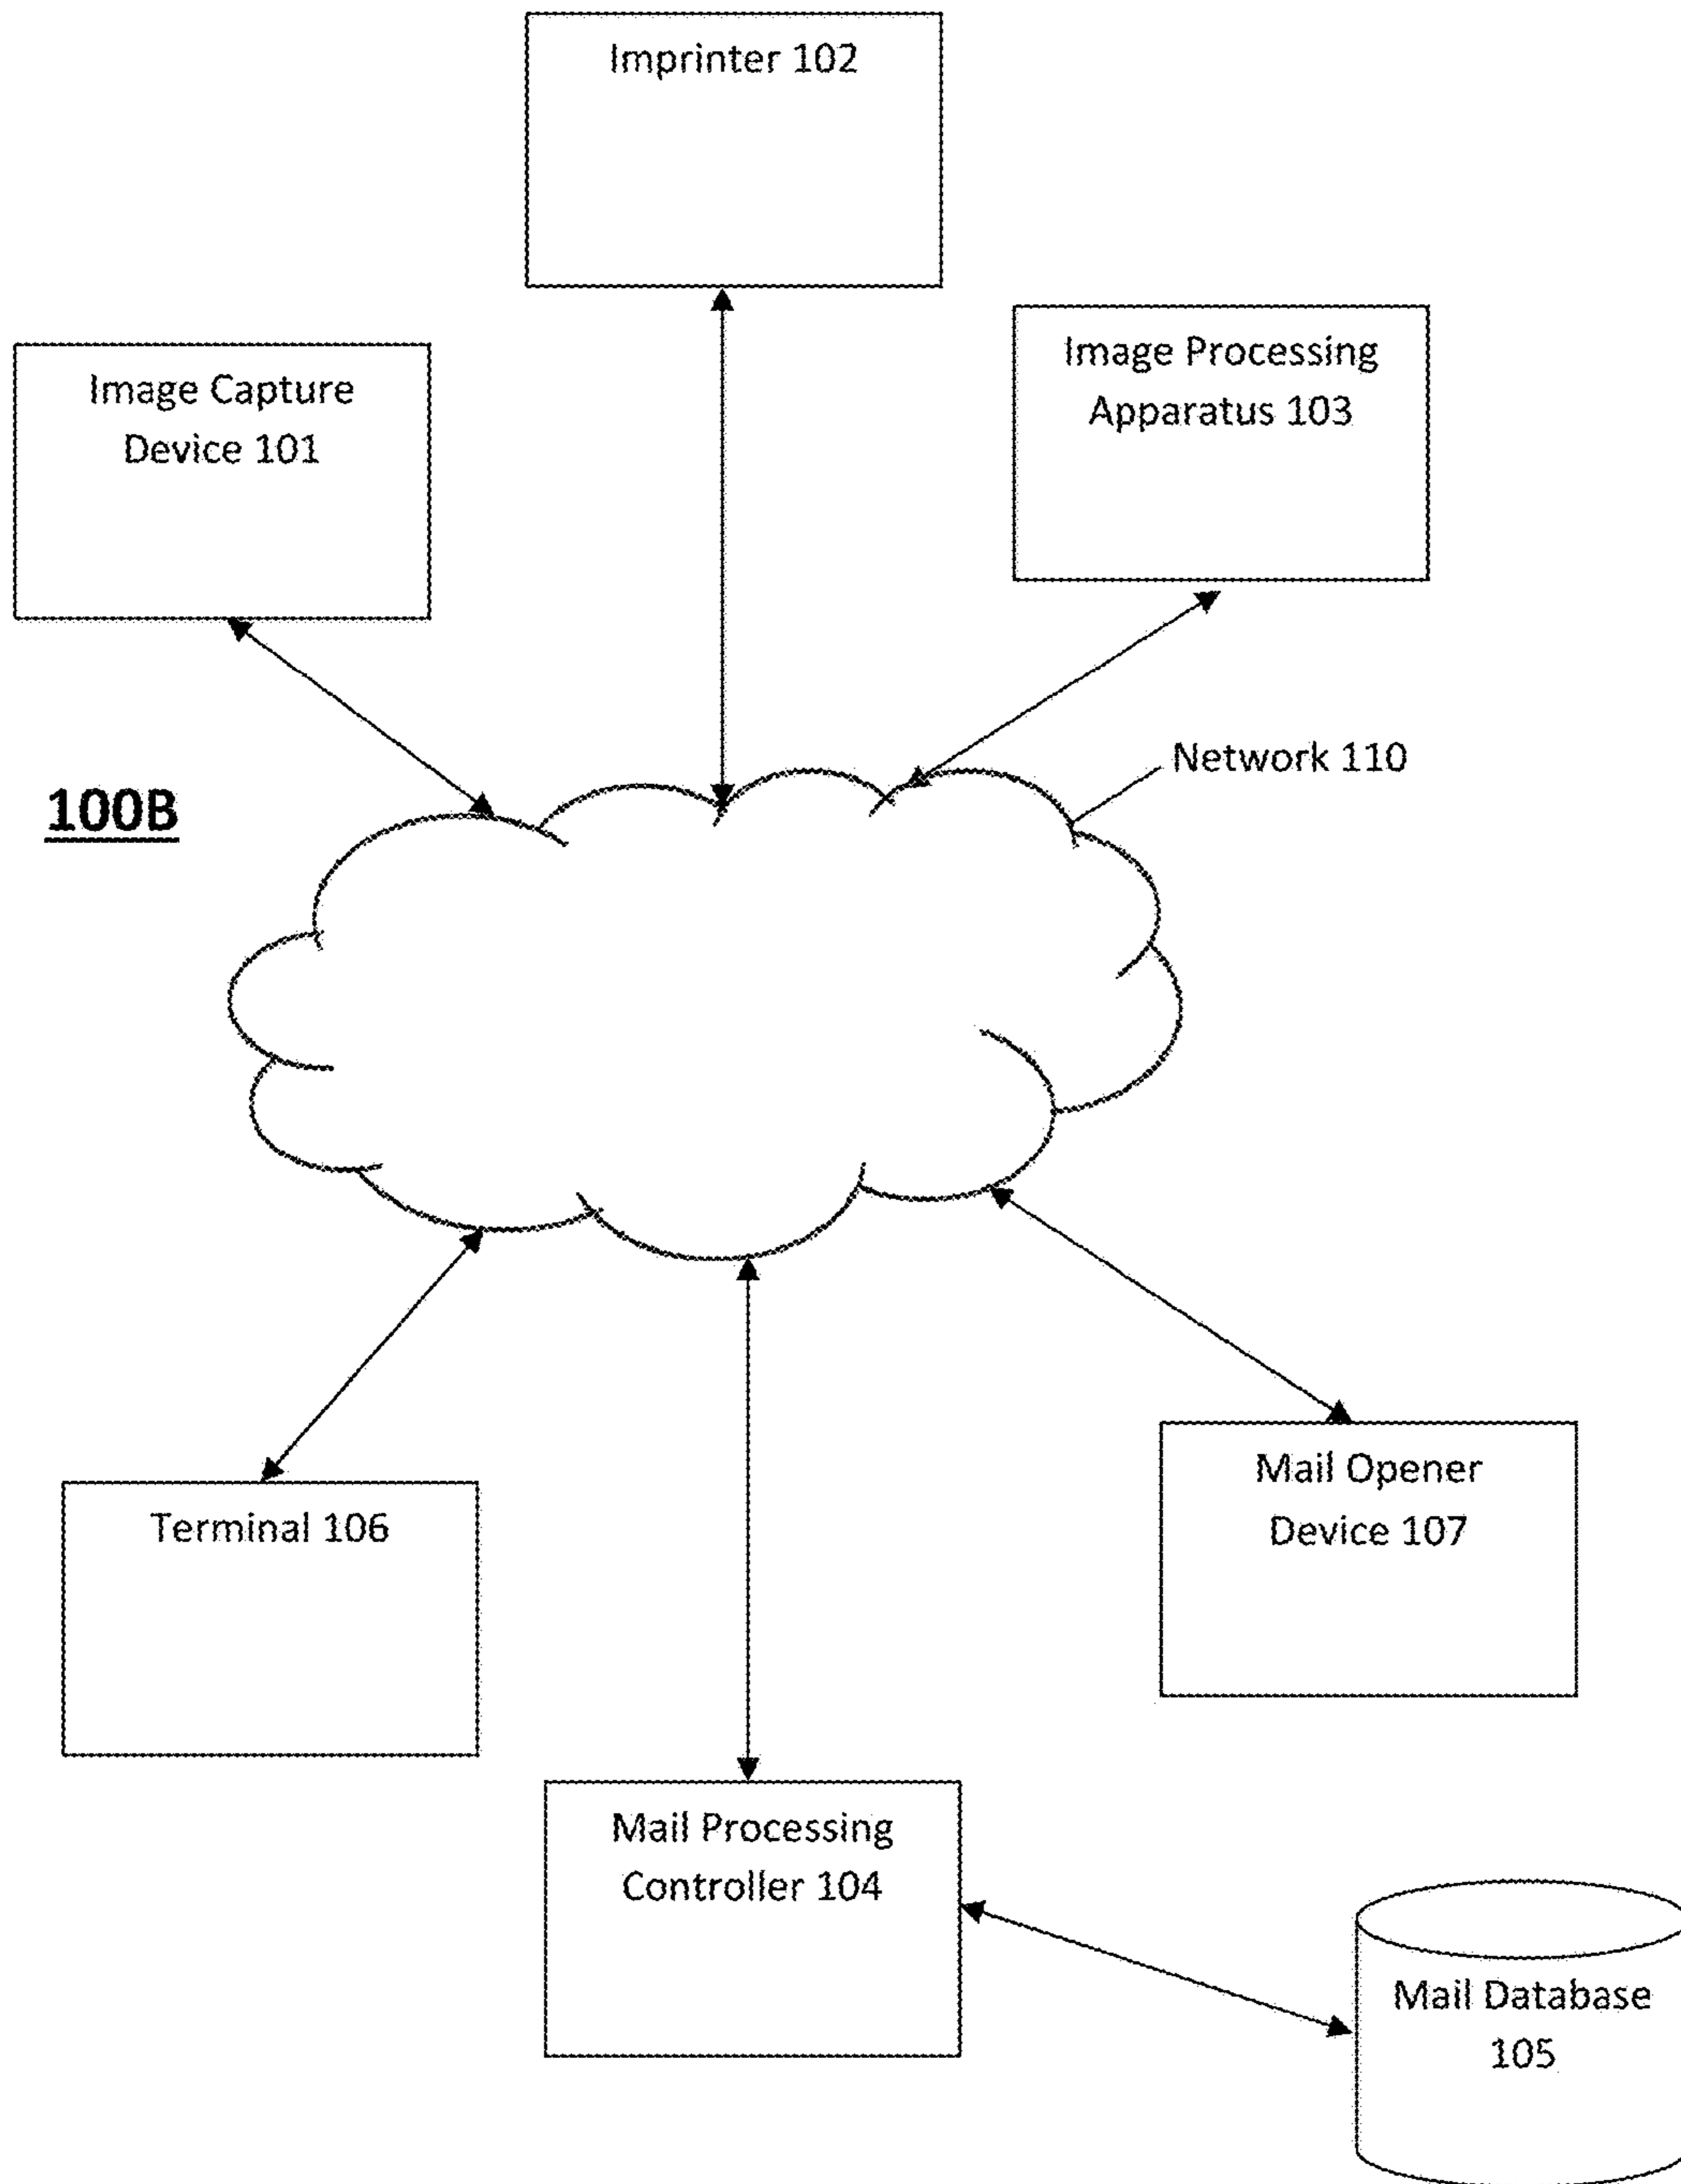 Imprinter 102
Image Capture
Device 101
Image Processing
Apparatus 103
Network 110
100B
Terminal 106
Mail Opener
Device 107
Mail Processing
Controller 104
Mail Database
105